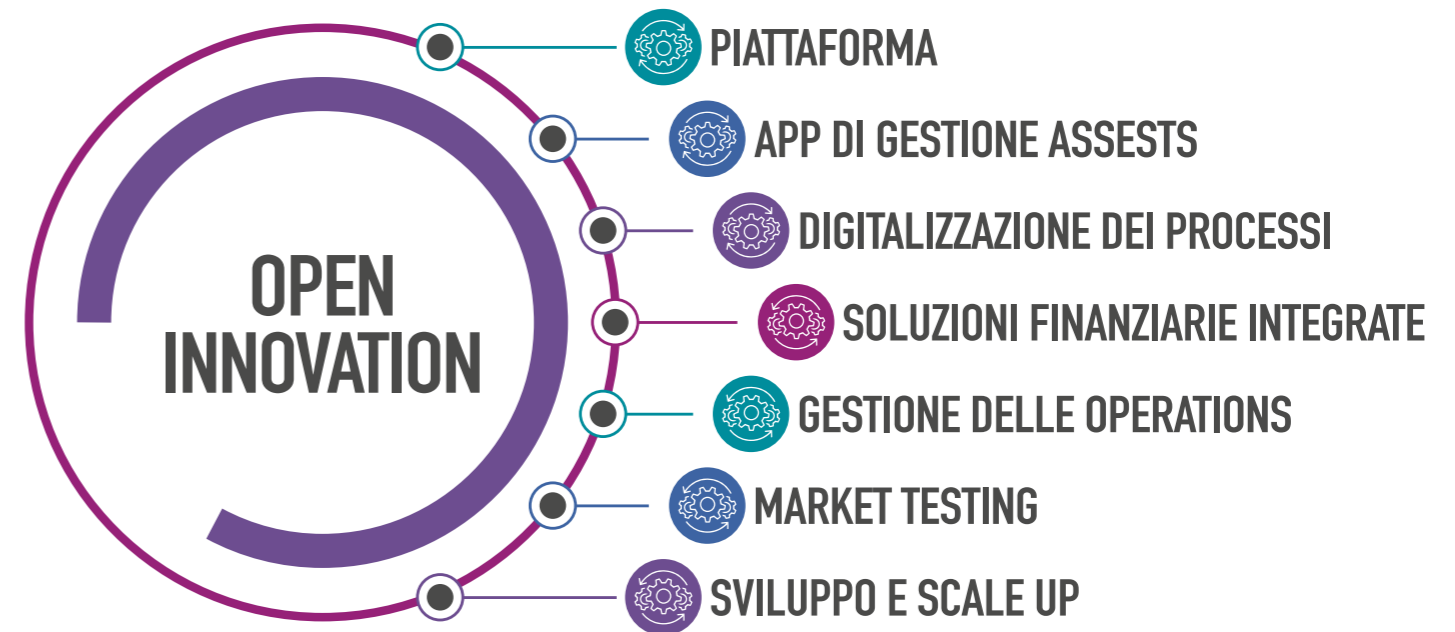 OPEN
INNOVATION
PIATTAFORMA
APP DI GESTIONE ASSESTS
DIGITALIZZAZIONE DEI PROCESSI
SOLUZIONI FINANZIARIE INTEGRATE
GESTIONE DELLE OPERATIONS
MARKET TESTING
SVILUPPO E SCALE UP